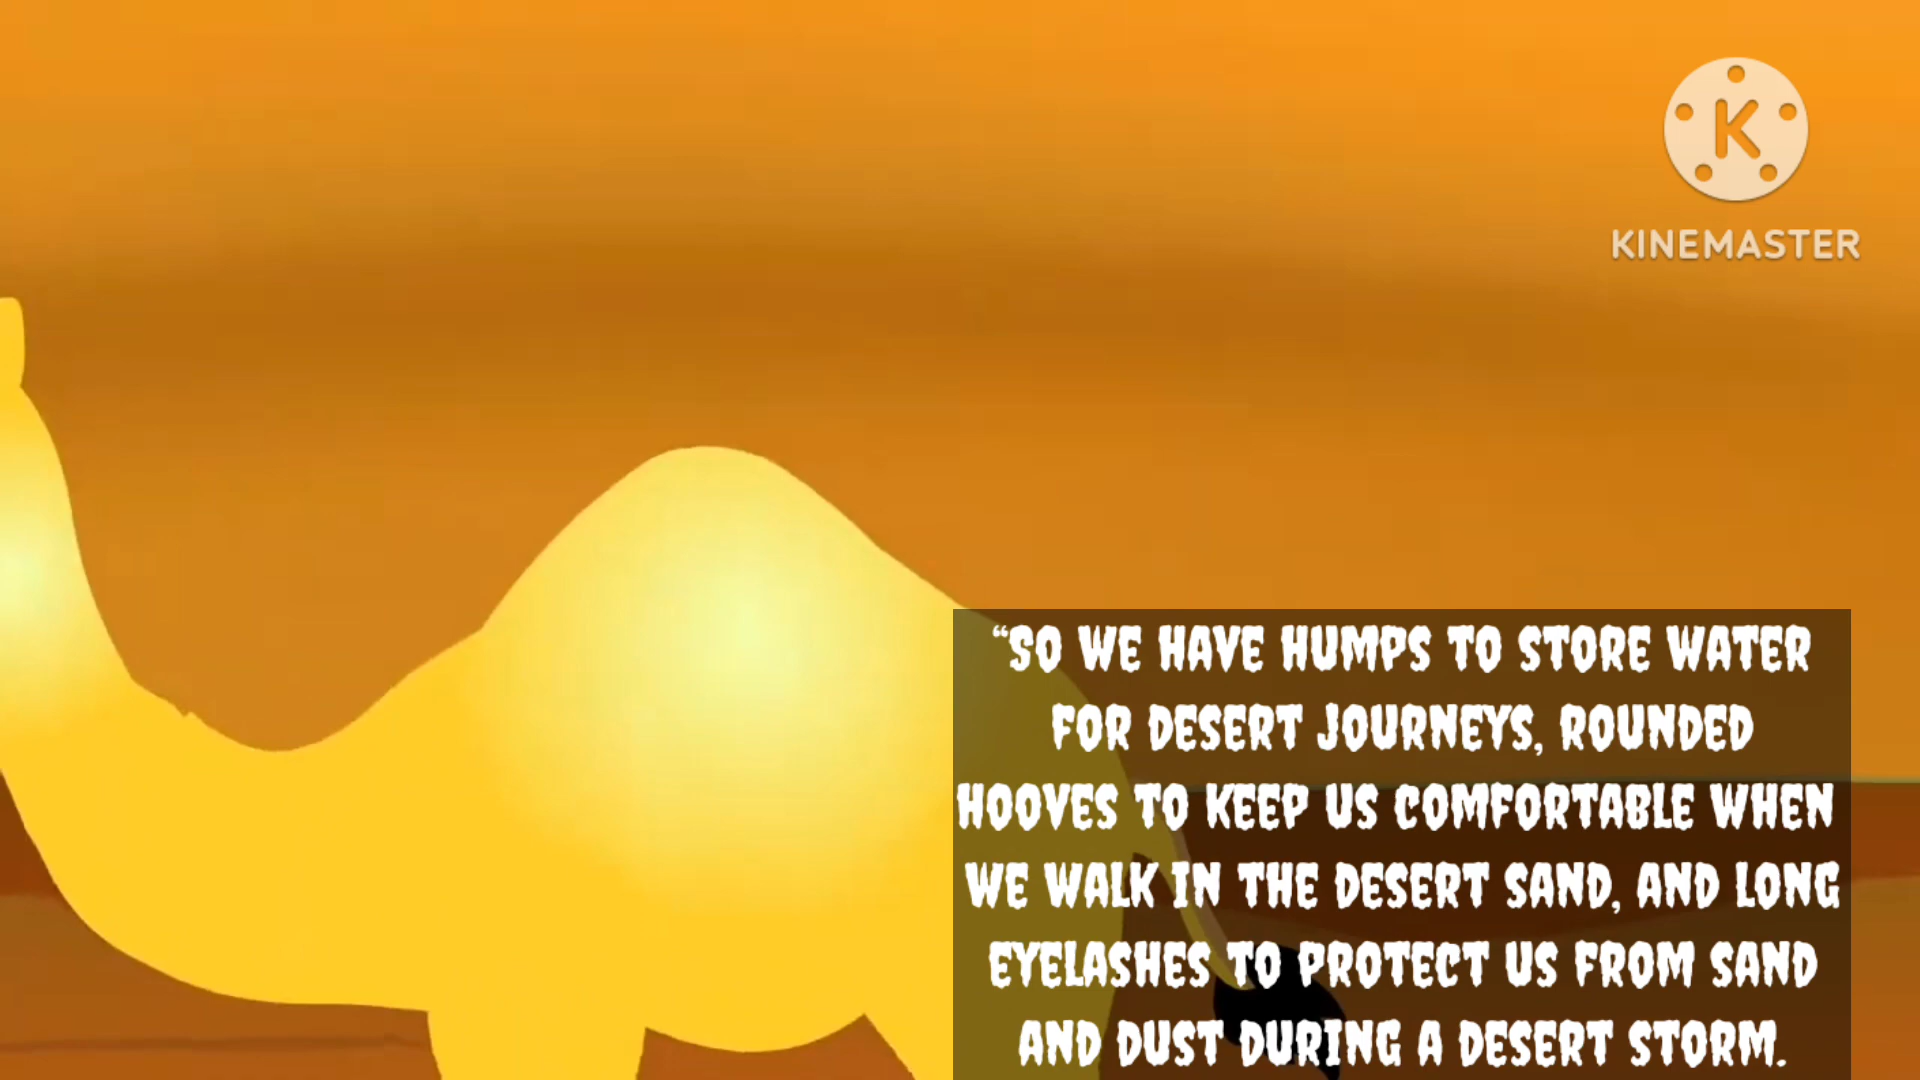 K
KINEMASTER
“SO WE HAVE HUMPS TO STORE WATER
FOR DESERT JOURNEYS, ROUNDED
HOOVES TO KEEP US COMFORTABLE WHEN
WE WALK IN THE DESERT SAND, AND LONG
EYELASHES TO PROTECT US FROM SAND
AND DUST DURING A DESERT STORM.